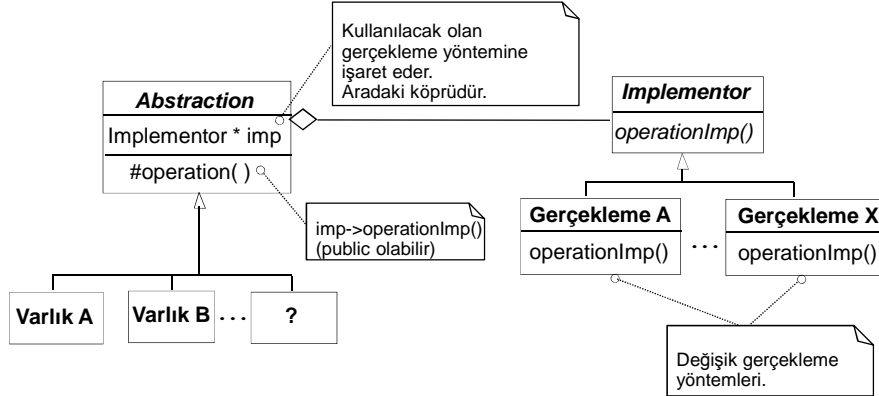 Kullanılacak olan
gerçekleme yöntemine
işaret eder.
Aradaki köprüdür.
Abstraction
Implementor * imp
#operation( )
Implementor
operationImp()
imp->operationImp()
(public olabilir)
Gerçekleme A
operationImp()
...
Gerçekleme X
operationImp()
Varlık A
Varlık B
...
?
Değişik gerçekleme
yöntemleri.